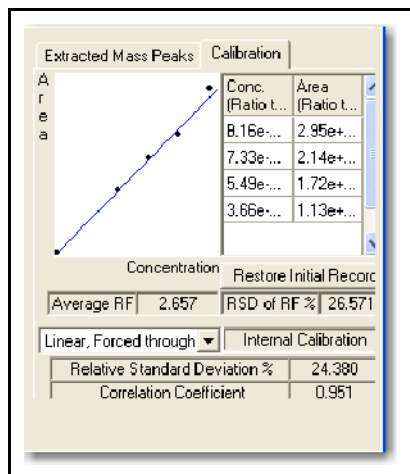 Extracted Mass Peaks Calibration
Area
Conc. (Ratio t... Area (Ratio t...
8.16e-... 2.95e+...
7.33e-... 2.14e+...
5.49e-... 1.72e+...
3.66e-... 1.13e+...
Concentration
Restore Initial Recor
Average RF 2.657 RSD of RF % 26.571
Linear, Forced through Internal Calibration
Relative Standard Deviation % 24.380
Correlation Coefficient 0.951